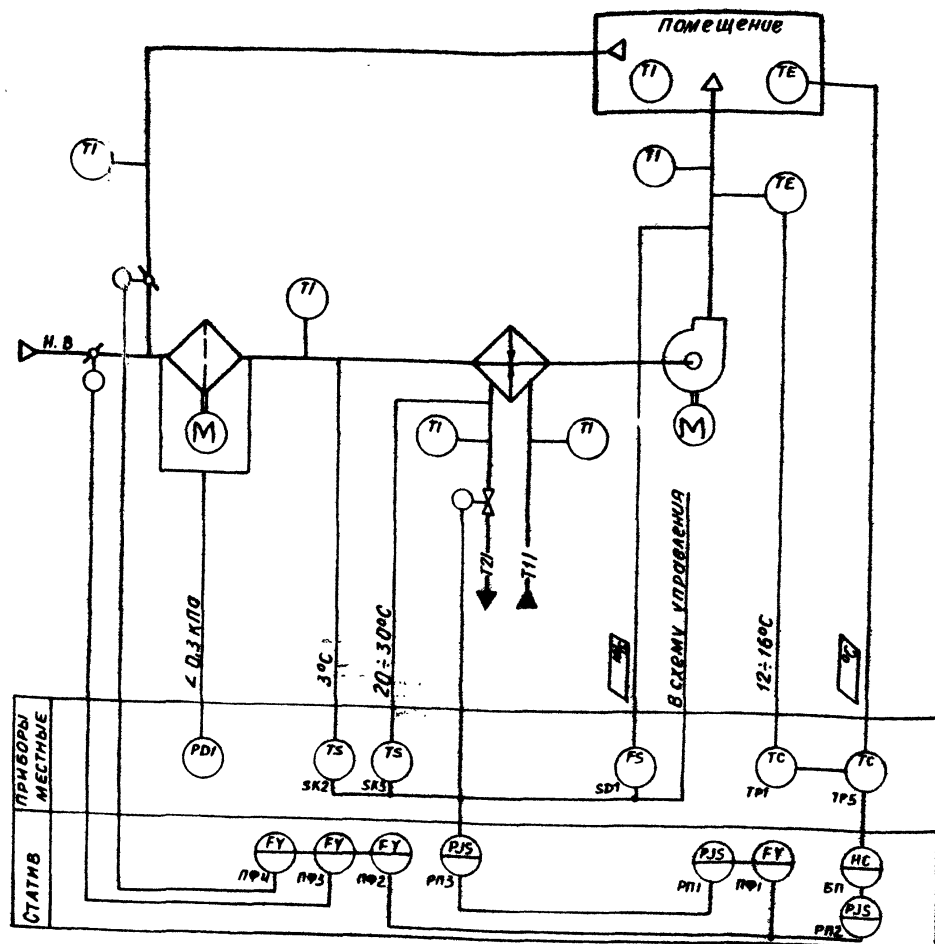 ПОМЕЩЕНИЕ
TI
TE
TI
TI
TE
TI
Н. В
M
TI
TI
M
T21
T11
< 0,3 КПА
3°С
20÷30°С
В СХЕМУ УПРАВЛЕНИЯ
12÷16°С
°С
ПРИБОРЫ
МЕСТНЫЕ
PDI
TS
TS
FS
TC
TC
SK2
SK3
SD1
TP1
TP5
СТАТИВ
FY
FY
FY
PJS
PJS
FY
HC
ПФ4
ПФ3
ПФ2
РП3
РП1
ПФ1
БП
PJS
РП2